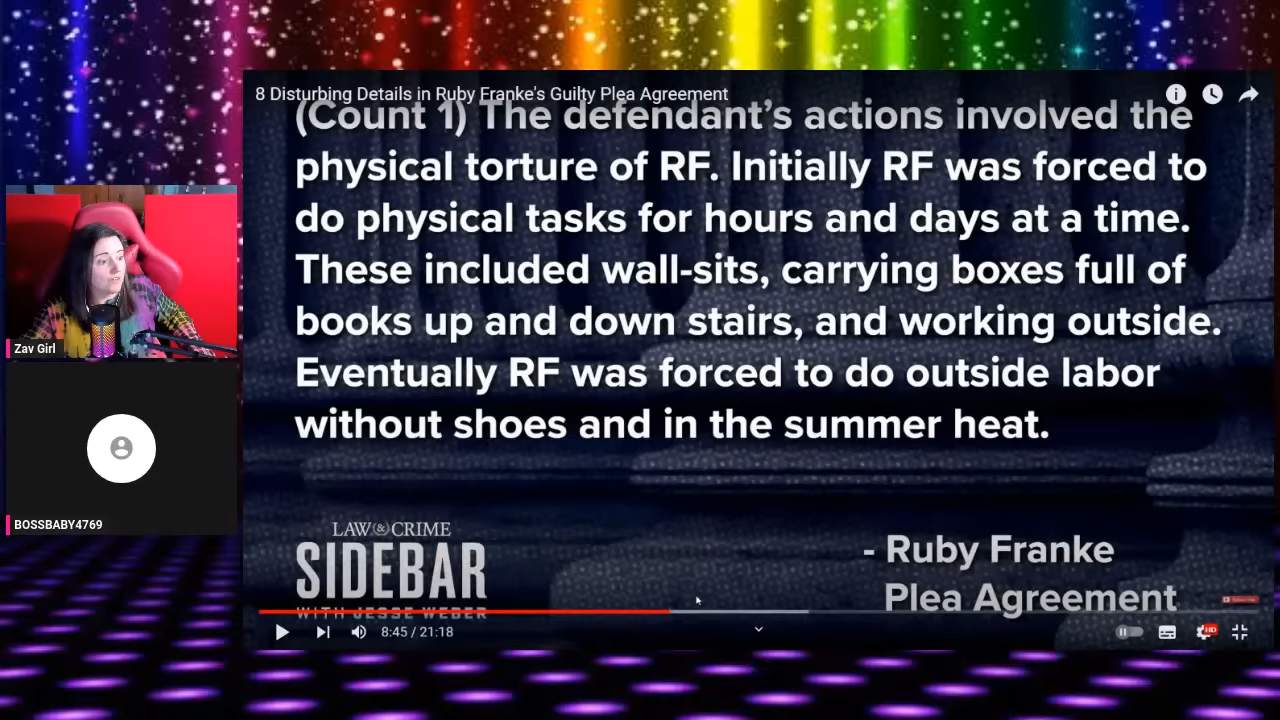 8 Disturbing Details in Ruby Franke's Guilty Plea Agreement
(Count 1) The defendant’s actions involved the
physical torture of RF. Initially RF was forced to
do physical tasks for hours and days at a time.
These included wall-sits, carrying boxes full of
books up and down stairs, and working outside.
Eventually RF was forced to do outside labor
without shoes and in the summer heat.
Zav Girl
BOSSBABY4769
LAW & CRIME
SIDEBAR
WITH JESSE WEBER
- Ruby Franke
Plea Agreement
8:45 / 21:18
HD